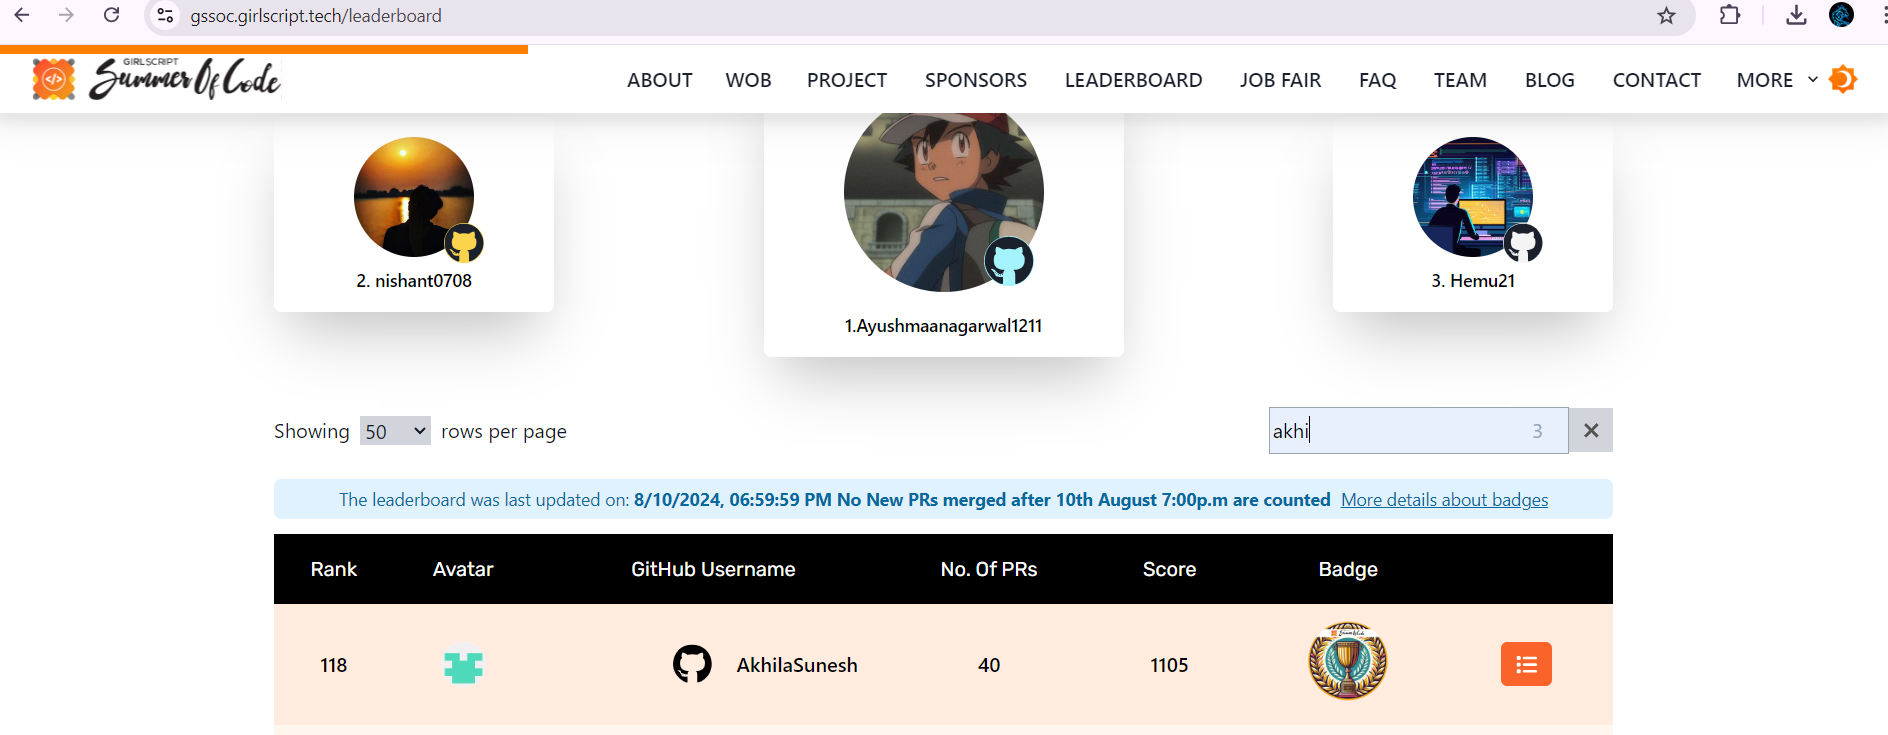 gssoc.girlscript.tech/leaderboard
GIRLSCRIPT
Summer Of Code
ABOUT WOB PROJECT SPONSORS LEADERBOARD JOB FAIR FAQ TEAM BLOG CONTACT MORE
2. nishant0708
1.Ayushmaanagarwal1211
3. Hemu21
Showing 50 rows per page
akhi 3
The leaderboard was last updated on: 8/10/2024, 06:59:59 PM No New PRs merged after 10th August 7:00p.m are counted More details about badges
Rank Avatar GitHub Username No. Of PRs Score Badge
118 AkhilaSunesh 40 1105
Summer Of Code